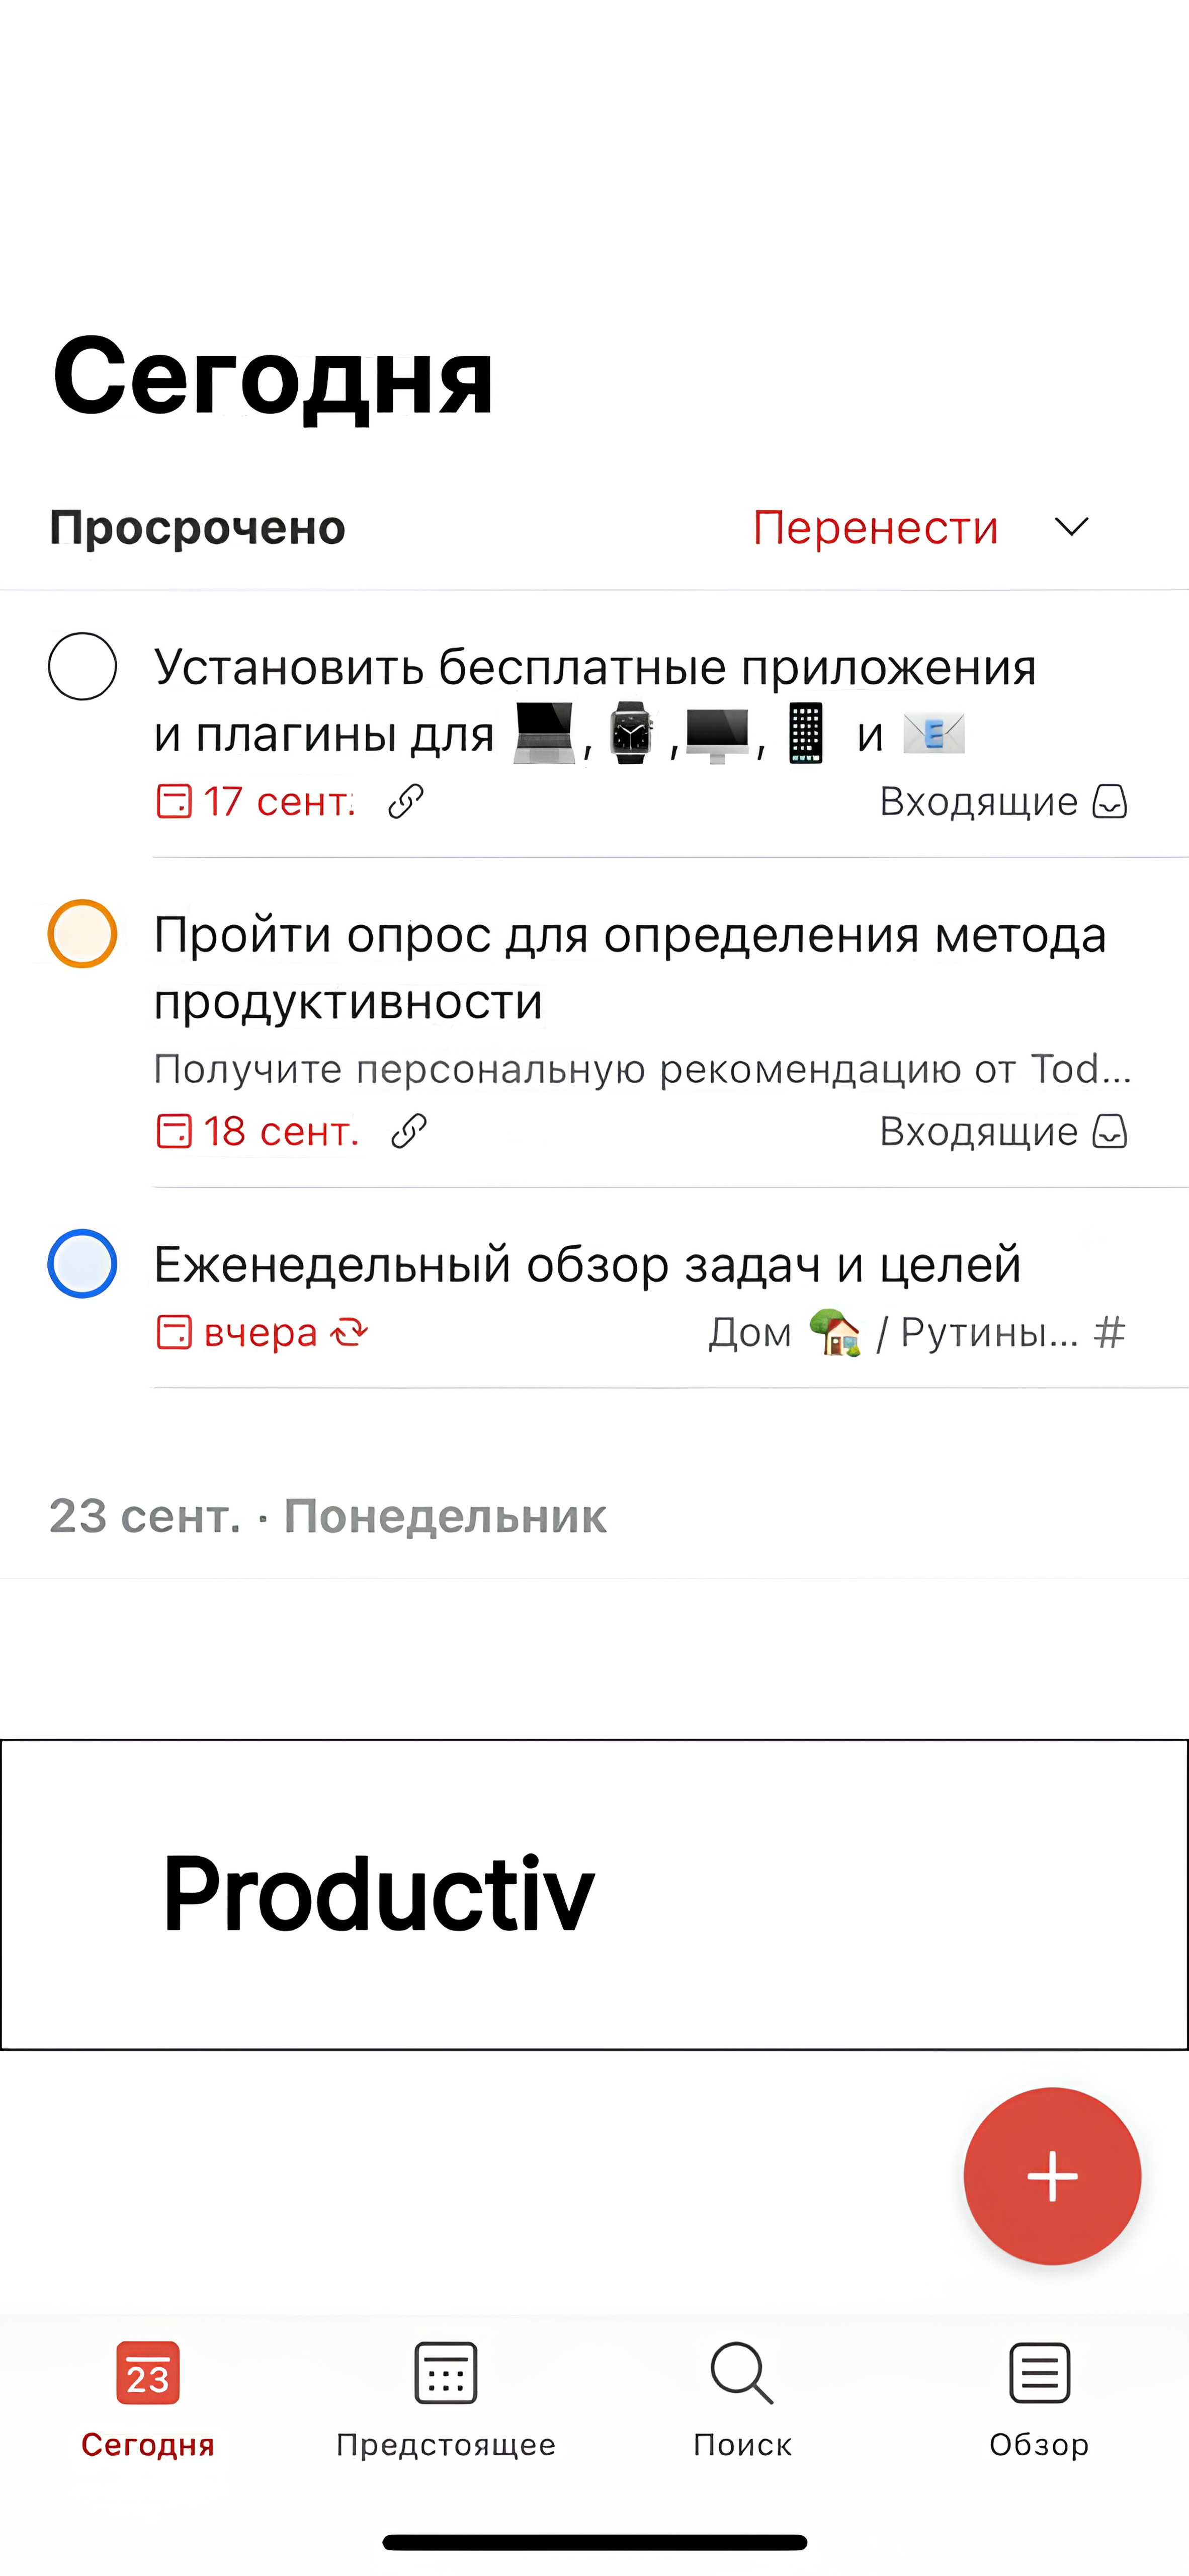 Сегодня
Просрочено Перенести
Установить бесплатные приложения
и плагины для 💻, ⌚, 🖥, 📱 и 📧
17 сент. Входящие
Пройти опрос для определения метода
продуктивности
Получите персональную рекомендацию от Tod...
18 сент. Входящие
Еженедельный обзор задач и целей
вчера Дом 🏡 / Рутины... #
23 сент. · Понедельник
Productiv
23
Сегодня Предстоящее Поиск Обзор